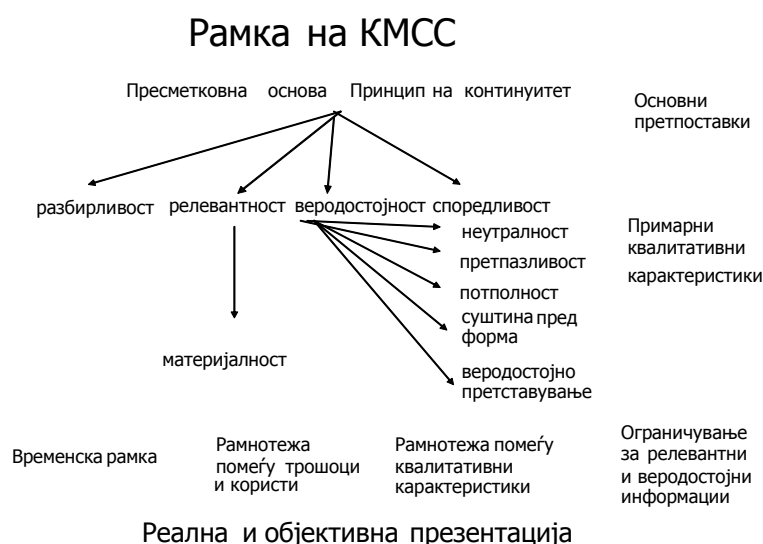 Рамка на КМСС
Пресметковна основа Принцип на континуитет
Основни
претпоставки
разбирливост релевантност веродостојност споредливост
неутралност
претпазливост
потполност
суштина пред
форма
веродостојно
претставување
Примарни
квалитативни
карактеристики
материјалност
Временска рамка
Рамнотежа
помеѓу трошоци
и користи
Рамнотежа помеѓу
квалитативни
карактеристики
Ограничување
за релевантни
и веродостојни
информации
Реална и објективна презентација